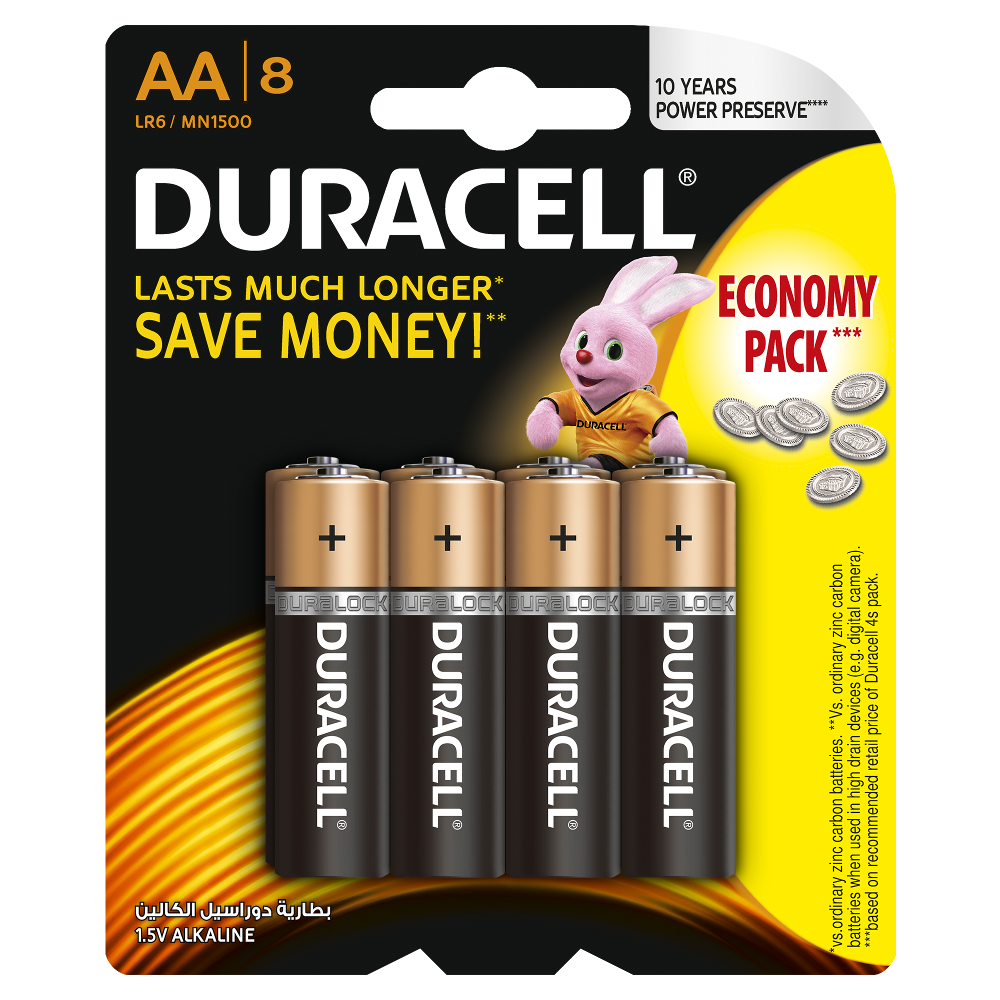 AA | 8
LR6 / MN1500
10 YEARS
POWER PRESERVE****
DURACELL®
LASTS MUCH LONGER*
SAVE MONEY!**
ECONOMY
PACK***
DURACELL
+ + + +
DURALOCK DURALOCK DURALOCK DURALOCK
DURACELL®
DURACELL®
DURACELL®
DURACELL®
*vs.ordinary zinc carbon batteries. **Vs. ordinary zinc carbon
batteries when used in high drain devices (e.g. digital camera).
***based on recommended retail price of Duracell 4s pack.
بطارية دوراسيل الكالين
1.5V ALKALINE